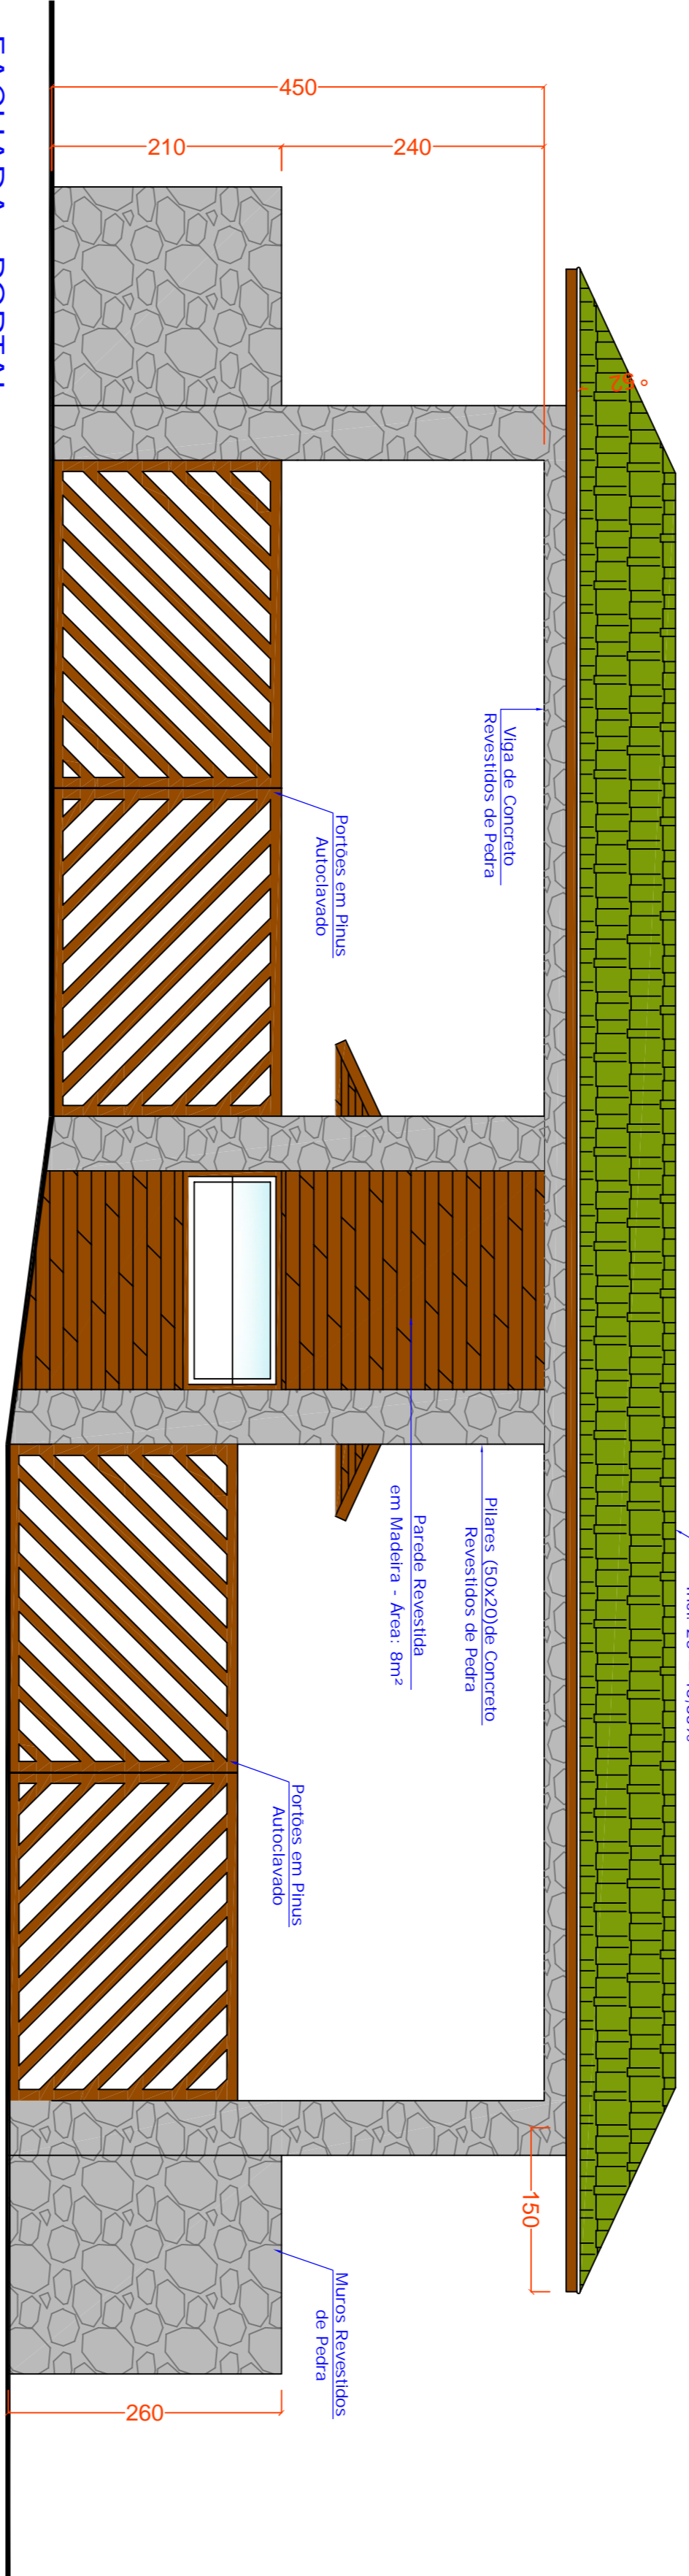 450
210
240
25°
Viga de Concreto
Revestidos de Pedra
Portões em Pinus
Autoclavado
Pilares (50x20)de Concreto
Revestidos de Pedra
Parede Revestida
em Madeira - Área: 8m²
Portões em Pinus
Autoclavado
150
Muros Revestidos
de Pedra
260